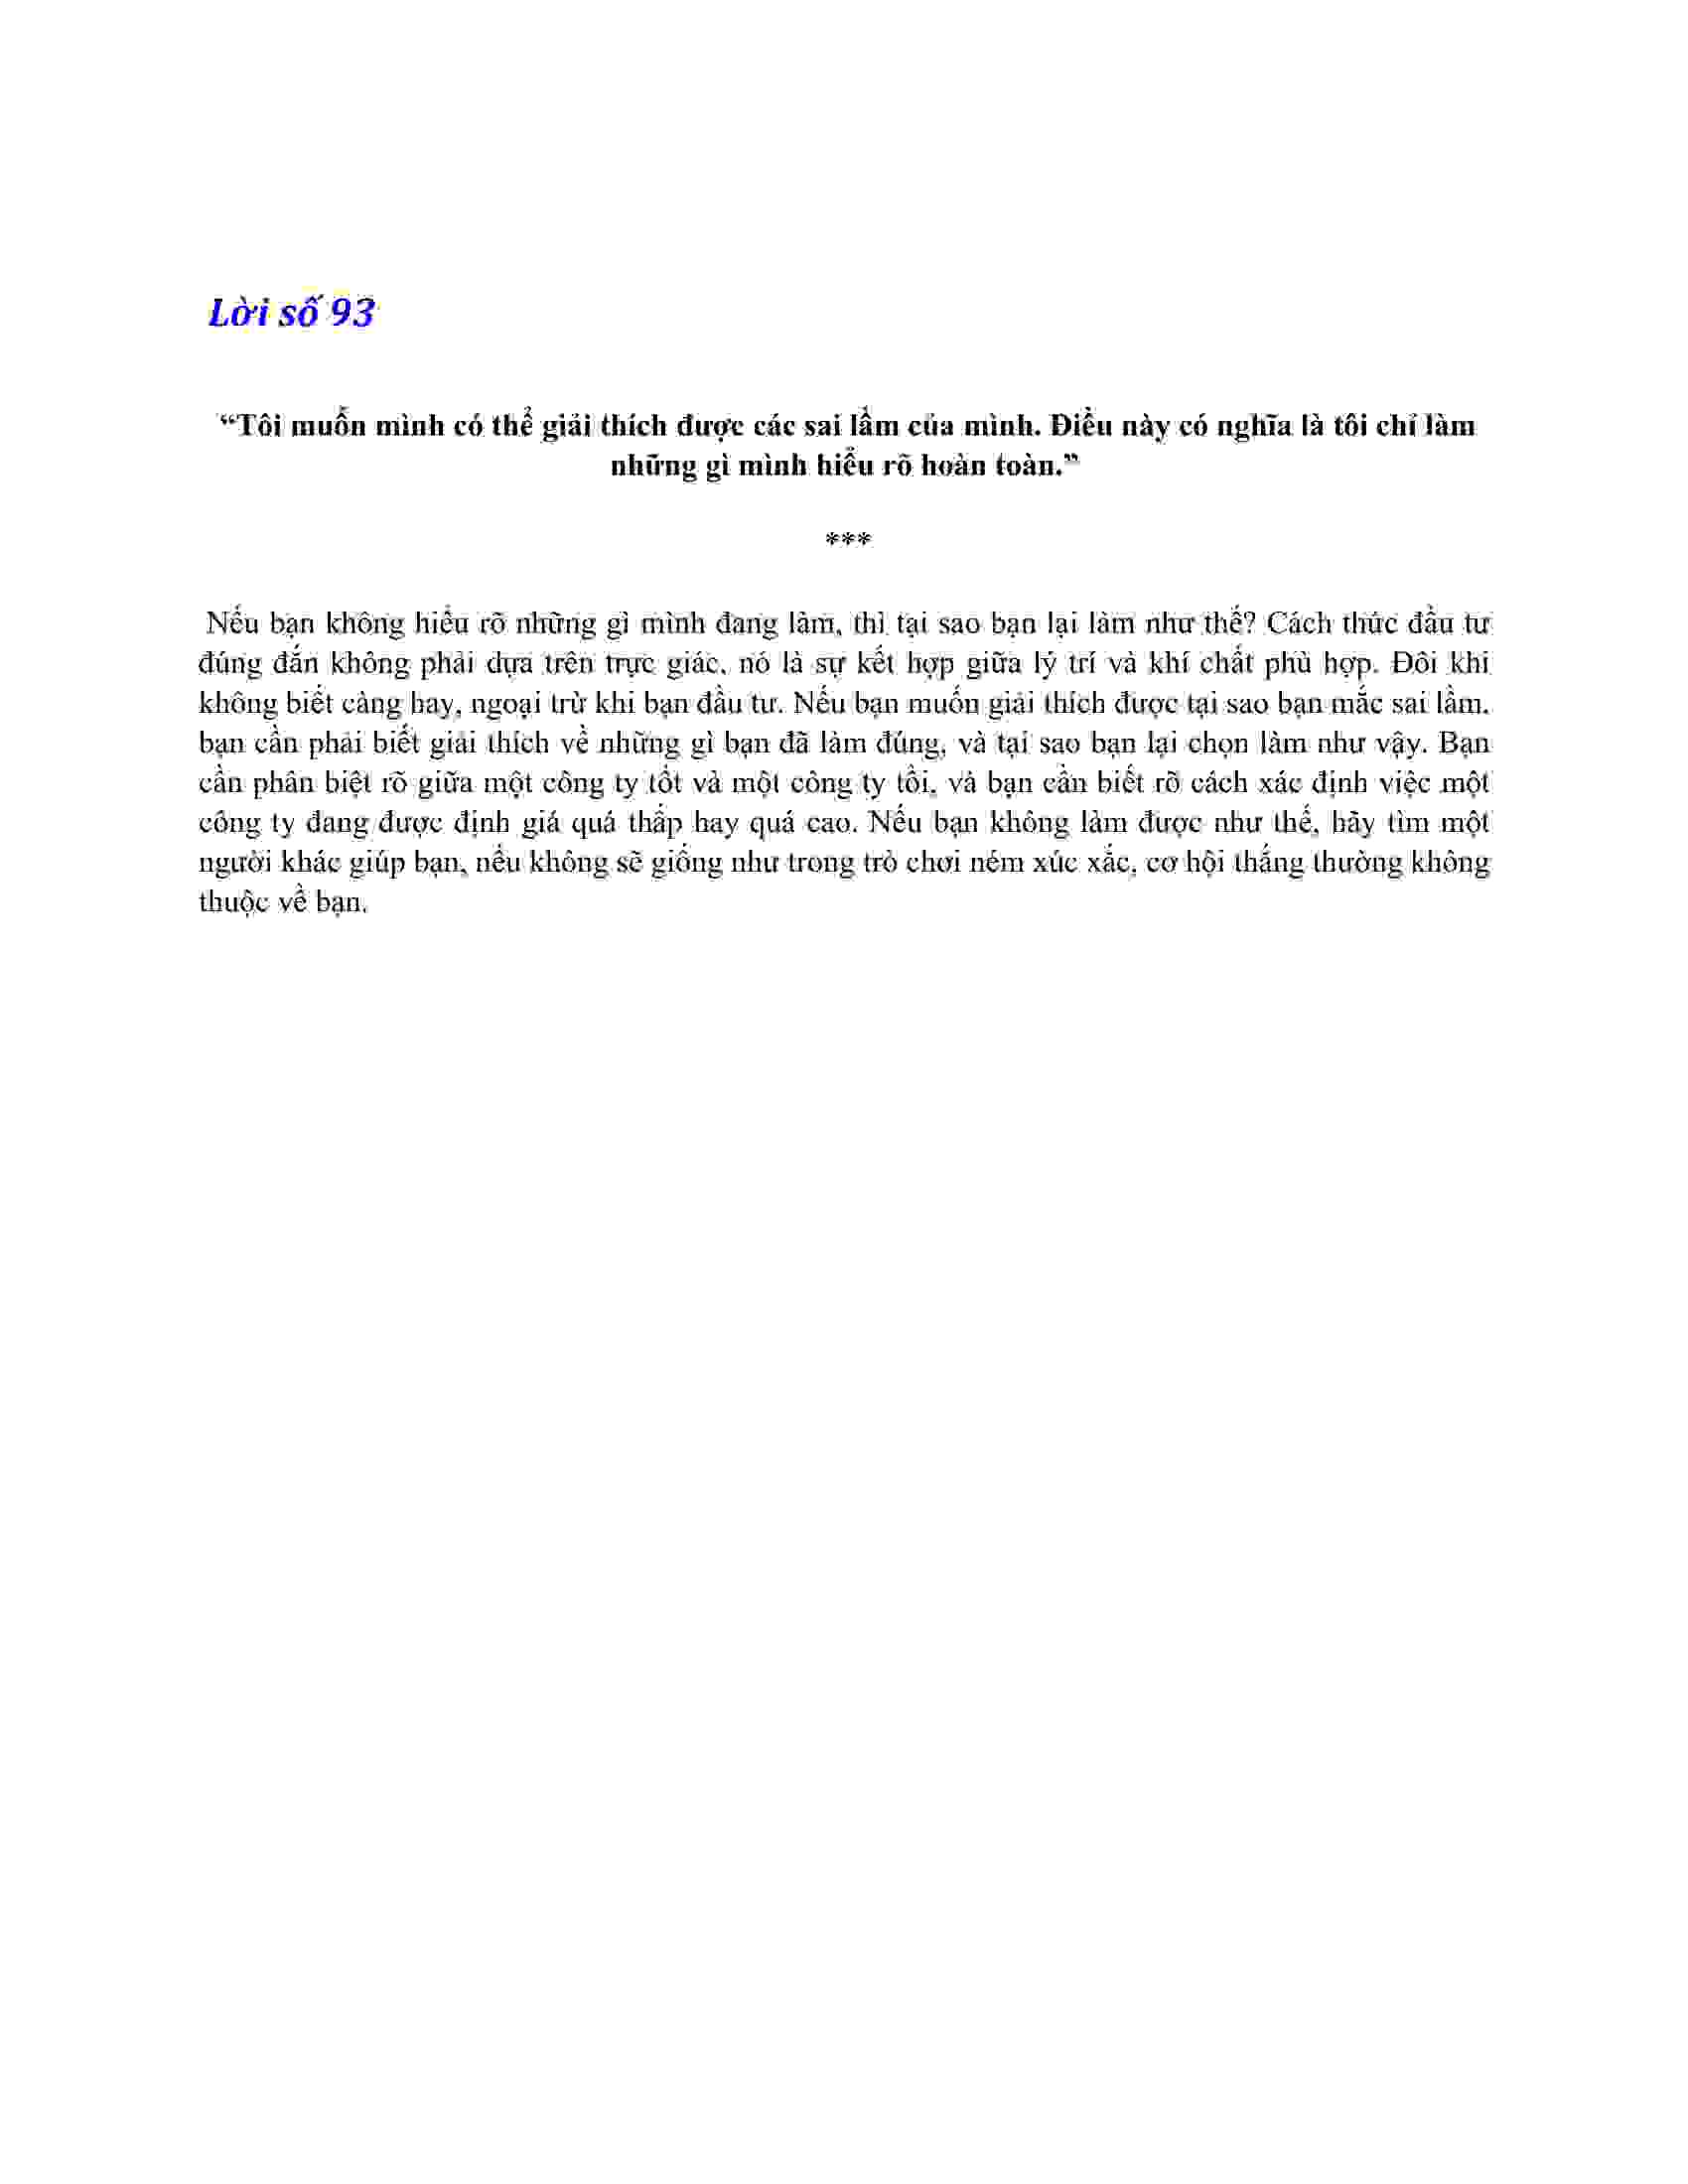 Lời số 93
“Tôi muốn mình có thể giải thích được các sai lầm của mình. Điều này có nghĩa là tôi chỉ làm
những gì mình hiểu rõ hoàn toàn.”
***
Nếu bạn không hiểu rõ những gì mình đang làm, thì tại sao bạn lại làm như thế? Cách thức đầu tư
đúng đắn không phải dựa trên trực giác, nó là sự kết hợp giữa lý trí và khí chất phù hợp. Đôi khi
không biết càng hay, ngoại trừ khi bạn đầu tư. Nếu bạn muốn giải thích được tại sao bạn mắc sai lầm,
bạn cần phải biết giải thích về những gì bạn đã làm đúng, và tại sao bạn lại chọn làm như vậy. Bạn
cần phân biệt rõ giữa một công ty tốt và một công ty tồi, và bạn cần biết rõ cách xác định việc một
công ty đang được định giá quá thấp hay quá cao. Nếu bạn không làm được như thế, hãy tìm một
người khác giúp bạn, nếu không sẽ giống như trong trò chơi ném xúc xắc, cơ hội thắng thường không
thuộc về bạn.